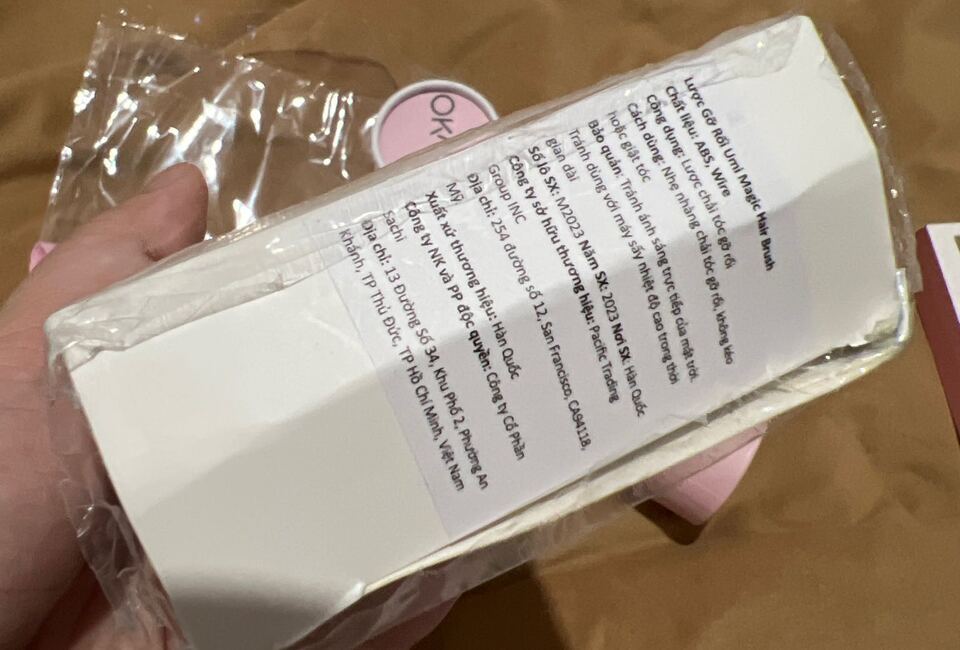 Lược Gỡ Rối Umi Magic Hair Brush
Chất liệu: ABS, Wire
Công dụng: Lược chải tóc gỡ rối
Cách dùng: Nhẹ nhàng chải tóc gỡ rối, không kéo
hoặc giật tóc
Bảo quản: Tránh ánh sáng trực tiếp của mặt trời.
Tránh dùng với máy sấy nhiệt độ cao trong thời
gian dài
Số lô SX: M2023 Năm SX: 2023 Nơi SX: Hàn Quốc
Công ty sở hữu thương hiệu: Pacific Trading
Group INC
Địa chỉ: 254 đường số 12, San Francisco, CA94118,
Mỹ
Xuất xứ thương hiệu: Hàn Quốc
Công ty NK và PP độc quyền: Công ty Cổ Phần
Sachi
Địa chỉ: 13 Đường Số 34, Khu Phố 2, Phường An
Khánh, TP Thủ Đức, TP Hồ Chí Minh, Việt Nam